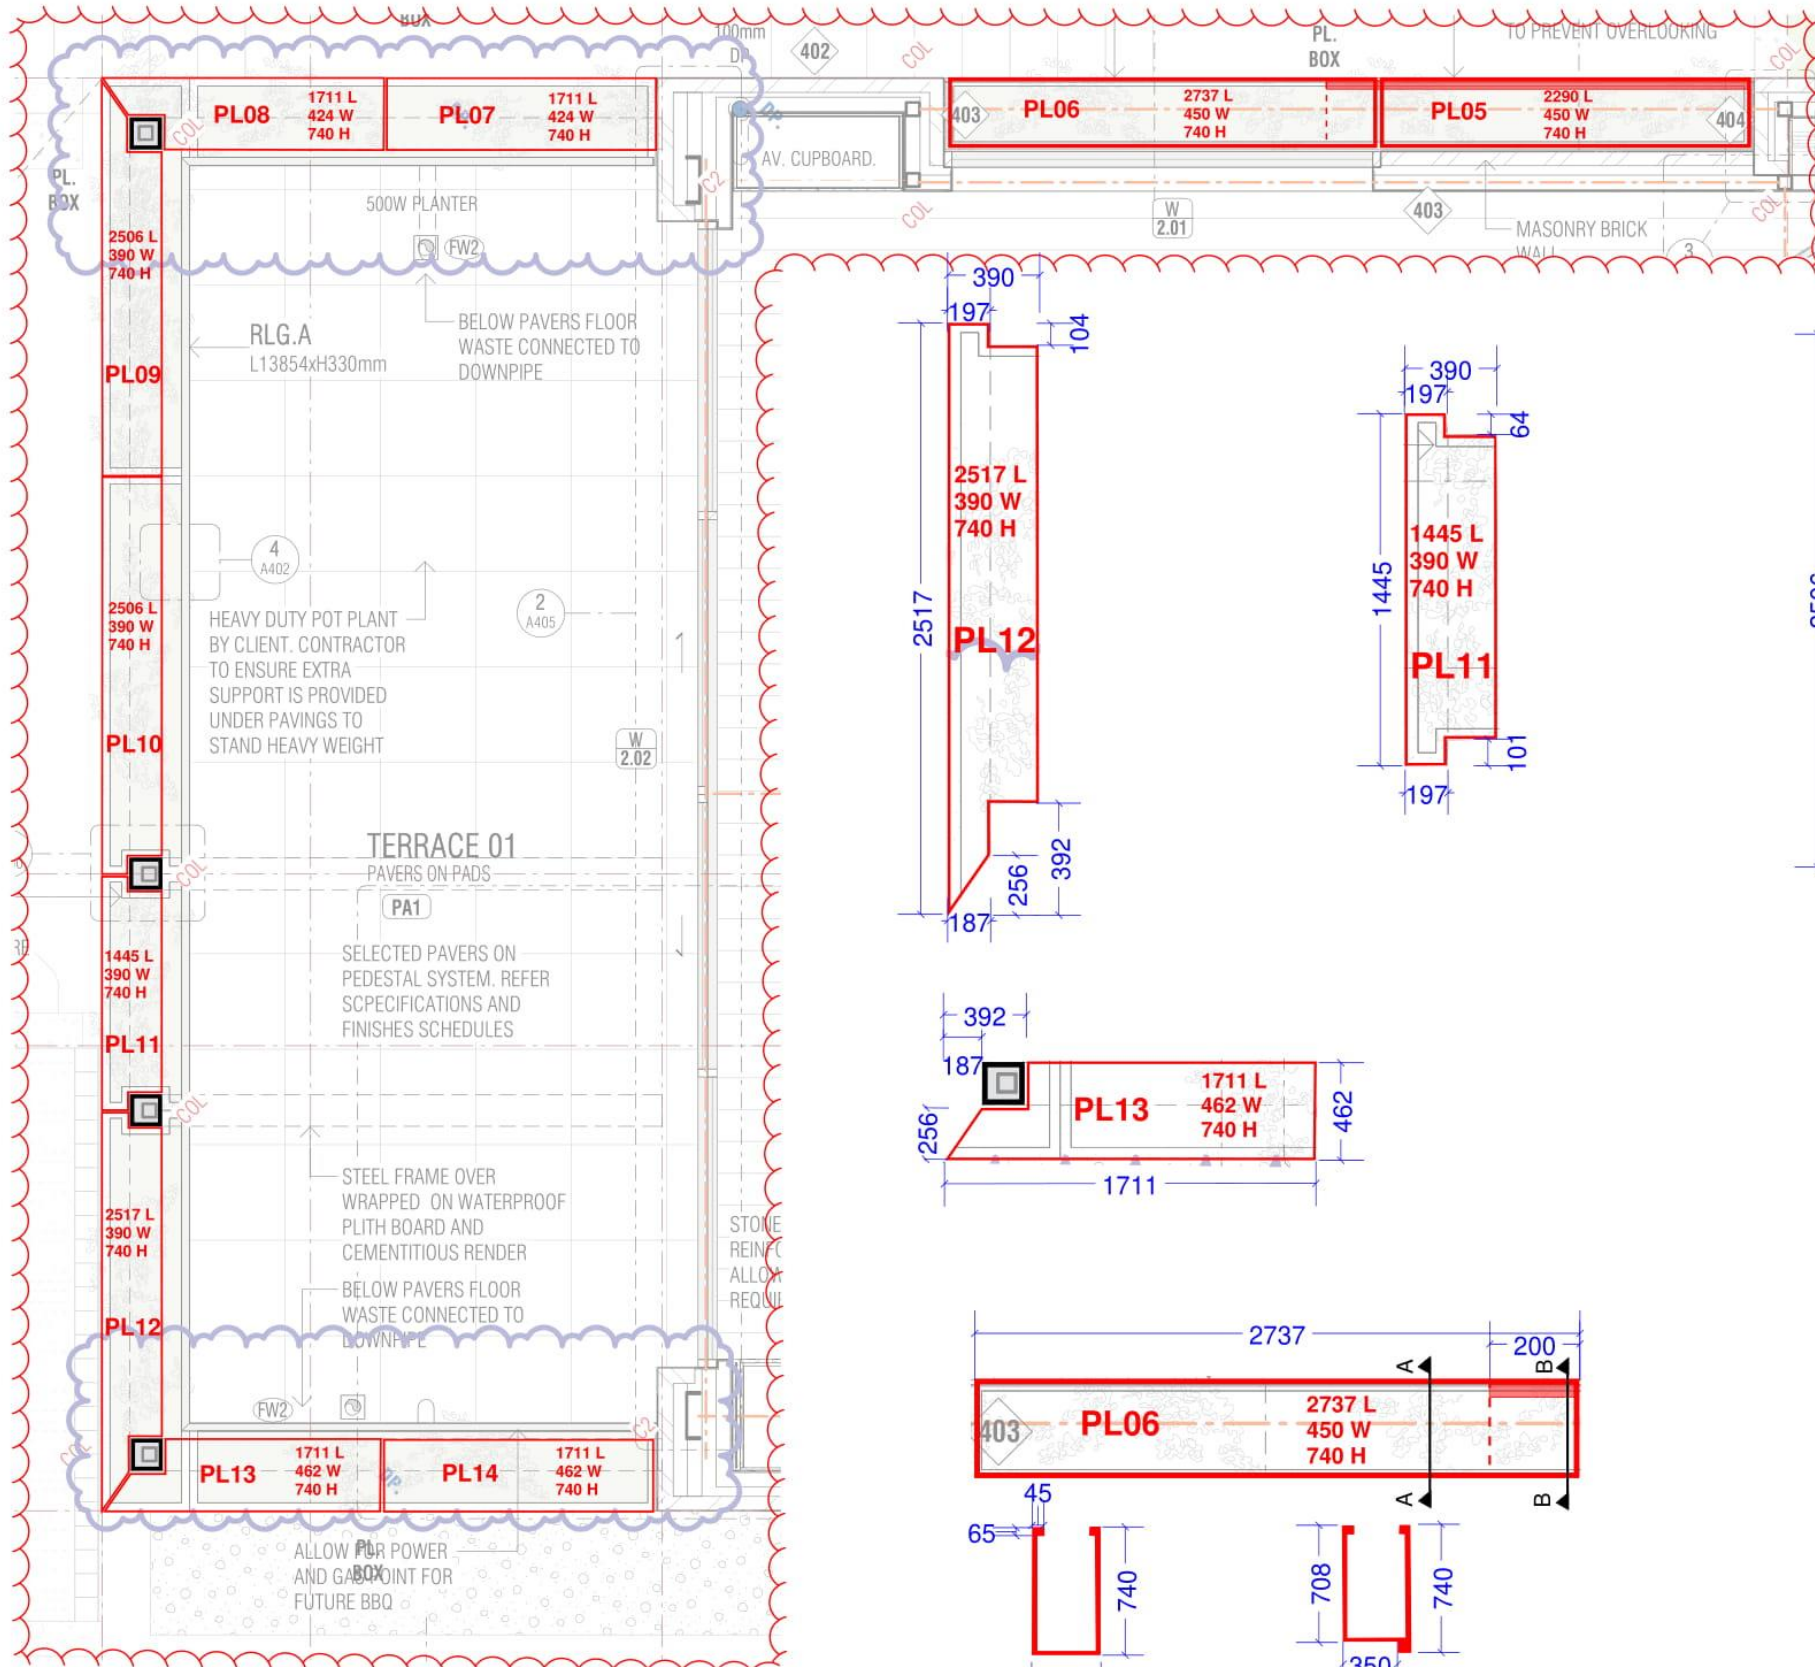 BOX
100mm
402
COL
PL.
BOX
TO PREVENT OVERLOOKING
COL
PL08
1711 L
424 W
740 H
PL07
1711 L
424 W
740 H
DP.
COL
403
PL06
2737 L
450 W
740 H
PL05
2290 L
450 W
740 H
404
AV. CUPBOARD.
PL.
BOX
C2
COL
W
2.01
403
MASONRY BRICK
WALL
COL
3
500W PLANTER
FW2
2506 L
390 W
740 H
PL09
RLG.A
L13854xH330mm
BELOW PAVERS FLOOR
WASTE CONNECTED TO
DOWNPIPE
4
A402
2
A405
2506 L
390 W
740 H
PL10
HEAVY DUTY POT PLANT
BY CLIENT. CONTRACTOR
TO ENSURE EXTRA
SUPPORT IS PROVIDED
UNDER PAVINGS TO
STAND HEAVY WEIGHT
W
2.02
TERRACE 01
PAVERS ON PADS
PA1
COL
1445 L
390 W
740 H
PL11
SELECTED PAVERS ON
PEDESTAL SYSTEM. REFER
SCPECIFICATIONS AND
FINISHES SCHEDULES
COL
STEEL FRAME OVER
WRAPPED ON WATERPROOF
PLITH BOARD AND
CEMENTITIOUS RENDER
2517 L
390 W
740 H
PL12
BELOW PAVERS FLOOR
WASTE CONNECTED TO
DOWNPIPE
STONE
FW2
C2
COL
PL13
1711 L
462 W
740 H
DP.
PL14
1711 L
462 W
740 H
PL.
BOX
ALLOW FOR POWER
AND GAS POINT FOR
FUTURE BBQ
390
197
104
2517 L
390 W
740 H
2517
PL12
392
256
187
390
197
64
1445 L
390 W
740 H
1445
PL11
101
197
392
187
PL13
1711 L
462 W
740 H
256
462
1711
2737
200
A
B
403
PL06
2737 L
450 W
740 H
A
B
45
65
740
708
740
350